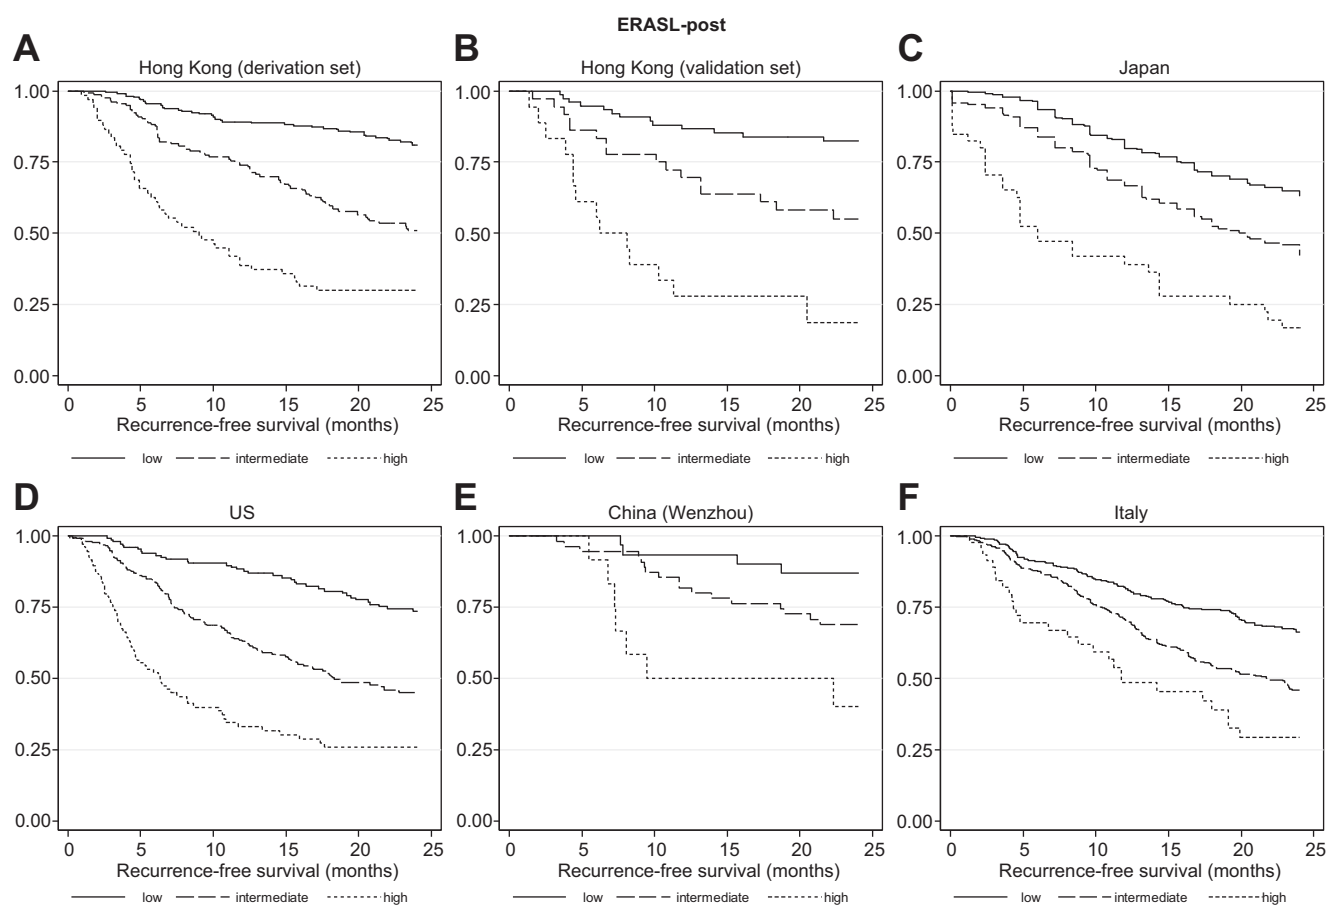 ERASL-post
A
Hong Kong (derivation set)
1.00
0.75
0.50
0.25
0.00
0 5 10 15 20 25
Recurrence-free survival (months)
low intermediate high
B
Hong Kong (validation set)
1.00
0.75
0.50
0.25
0.00
0 5 10 15 20 25
Recurrence-free survival (months)
low intermediate high
C
Japan
1.00
0.75
0.50
0.25
0.00
0 5 10 15 20 25
Recurrence-free survival (months)
low intermediate high
D
US
1.00
0.75
0.50
0.25
0.00
0 5 10 15 20 25
Recurrence-free survival (months)
low intermediate high
E
China (Wenzhou)
1.00
0.75
0.50
0.25
0.00
0 5 10 15 20 25
Recurrence-free survival (months)
low intermediate high
F
Italy
1.00
0.75
0.50
0.25
0.00
0 5 10 15 20 25
Recurrence-free survival (months)
low intermediate high